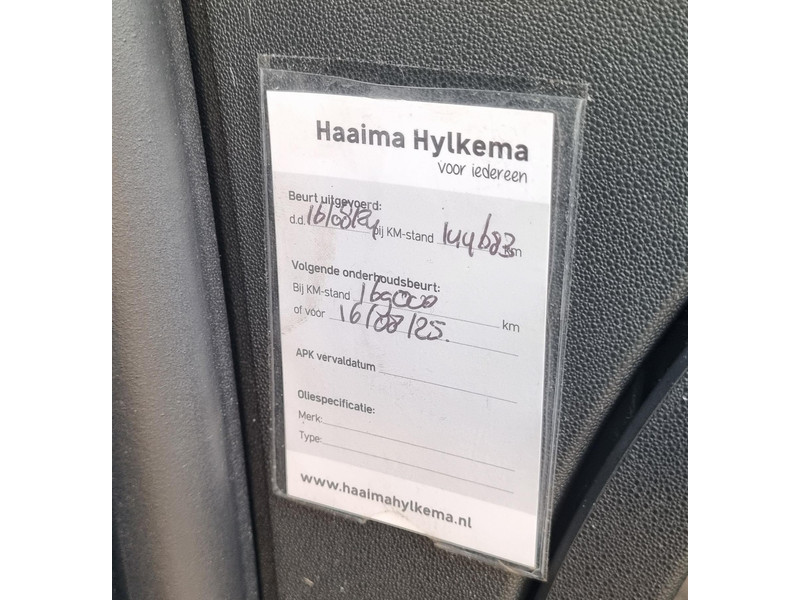 Haaima Hylkema
voor iedereen
Beurt uitgevoerd:
d.d. 16/08/24 bij KM-stand 144683 km
Volgende onderhoudsbeurt:
Bij KM-stand 169000 km
of vóór 16/08/25.
APK vervaldatum
Oliespecificatie:
Merk:
Type:
www.haaimahylkema.nl